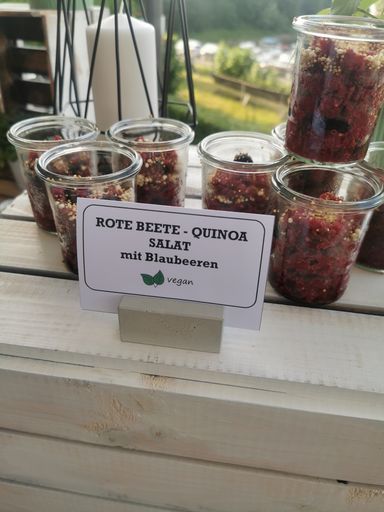 ROTE BEETE - QUINOA
SALAT
mit Blaubeeren
vegan